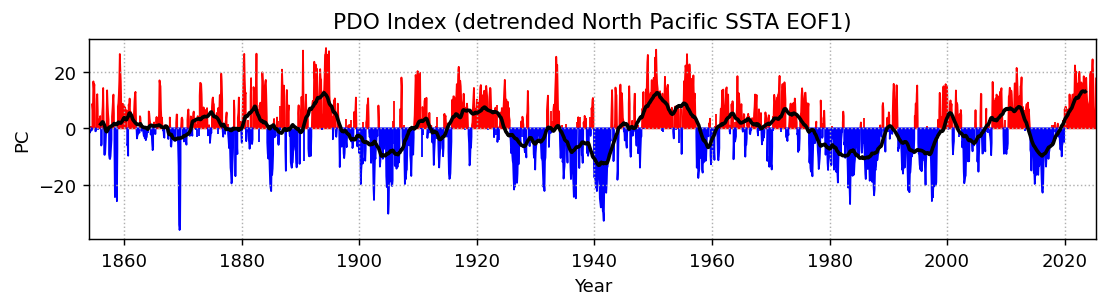 PDO Index (detrended North Pacific SSTA EOF1)
20
0
−20
PC
1860 1880 1900 1920 1940 1960 1980 2000 2020
Year